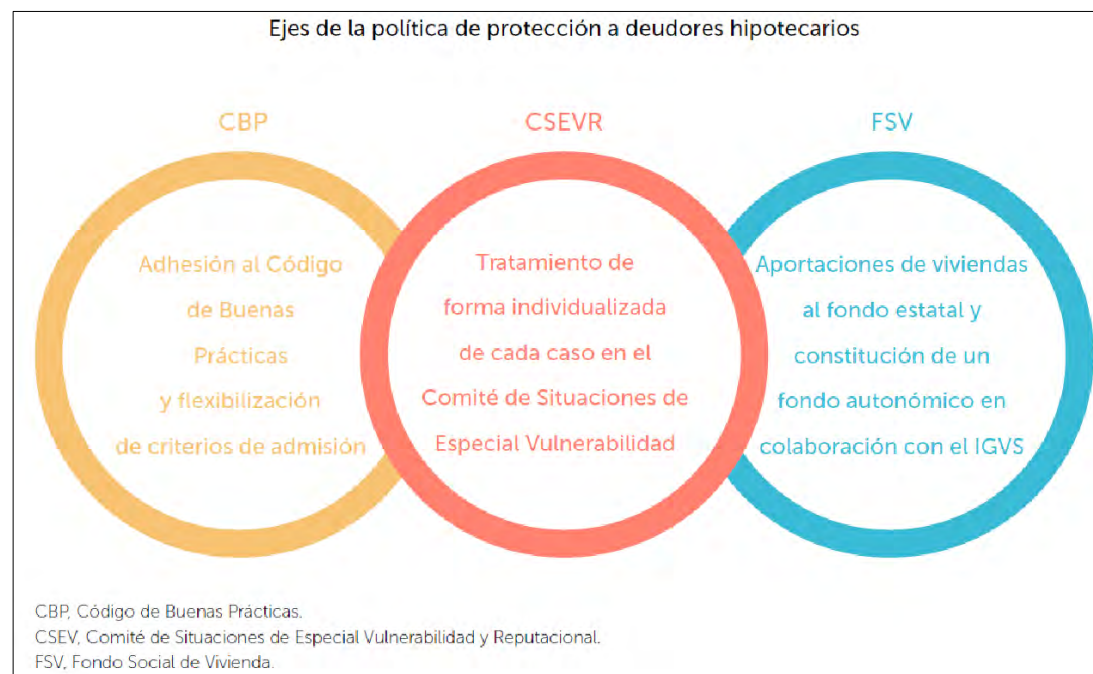 Ejes de la política de protección a deudores hipotecarios
CBP
Adhesión al Código
de Buenas
Prácticas
y flexibilización
de criterios de admisión
CSEVR
Tratamiento de
forma individualizada
de cada caso en el
Comité de Situaciones de
Especial Vulnerabilidad
FSV
Aportaciones de viviendas
al fondo estatal y
constitución de un
fondo autonómico en
colaboración con el IGVS
CBP, Código de Buenas Prácticas.
CSEV, Comité de Situaciones de Especial Vulnerabilidad y Reputacional.
FSV, Fondo Social de Vivienda.